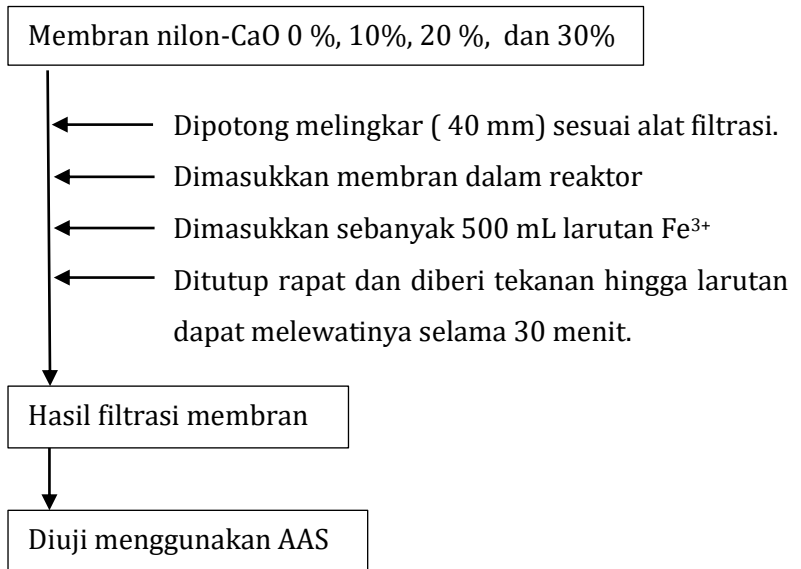 Membran nilon-CaO 0 %, 10%, 20 %, dan 30%
Dipotong melingkar ( 40 mm) sesuai alat filtrasi.
Dimasukkan membran dalam reaktor
Dimasukkan sebanyak 500 mL larutan Fe³⁺
Ditutup rapat dan diberi tekanan hingga larutan
dapat melewatinya selama 30 menit.
Hasil filtrasi membran
Diuji menggunakan AAS